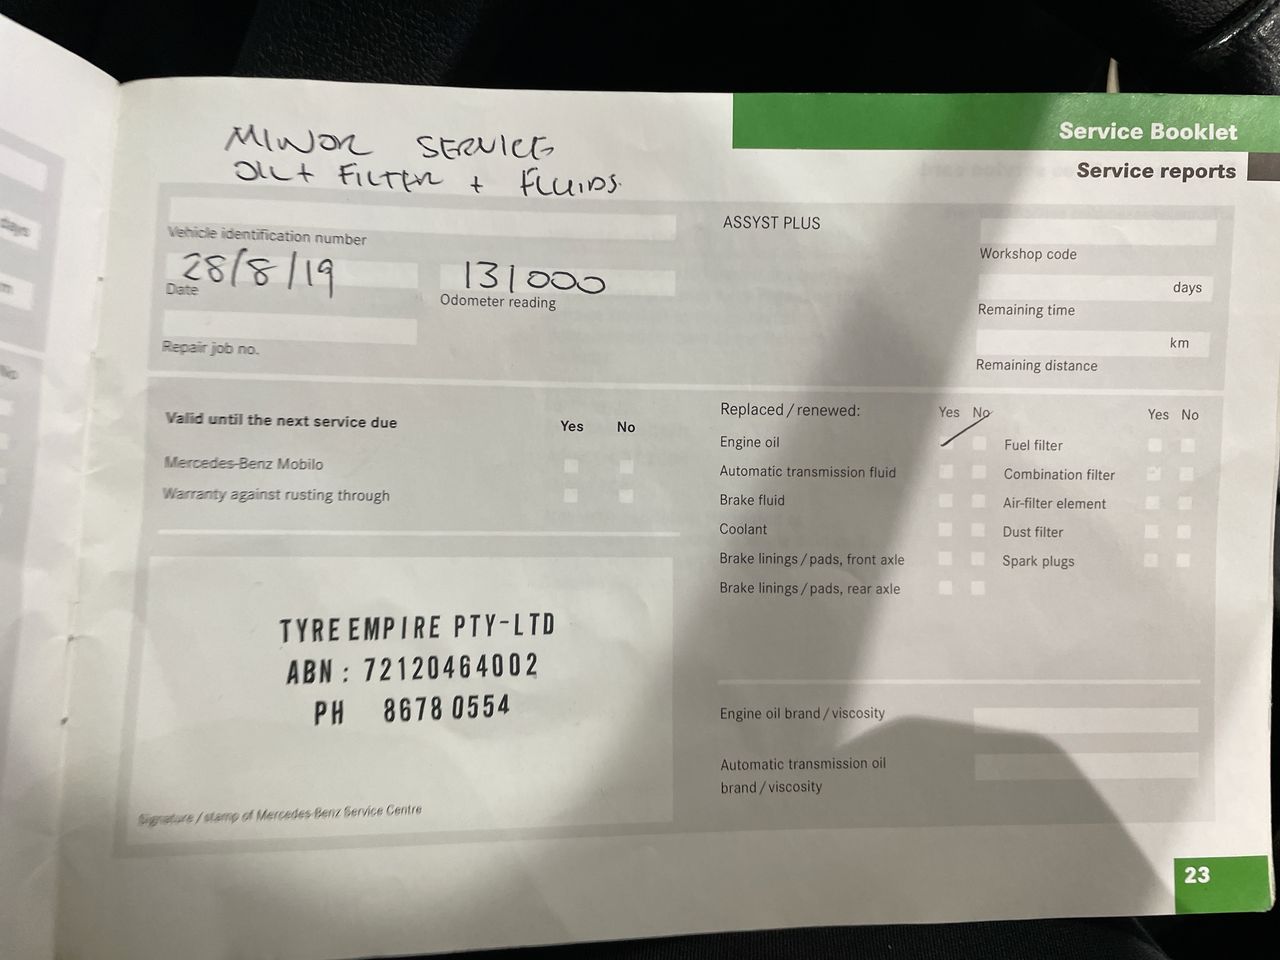 Service Booklet
Service reports
MINOR SERVICE
OIL + FILTER + FLUIDS.
Vehicle identification number
28/8/19
Date
131000
Odometer reading
Repair job no.
ASSYST PLUS
Workshop code
days
Remaining time
km
Remaining distance
Valid until the next service due
Yes No
Mercedes-Benz Mobilo
Warranty against rusting through
Replaced / renewed:
Yes No
Engine oil
Automatic transmission fluid
Brake fluid
Coolant
Brake linings / pads, front axle
Brake linings / pads, rear axle
Yes No
Fuel filter
Combination filter
Air-filter element
Dust filter
Spark plugs
TYRE EMPIRE PTY-LTD
ABN : 72120464002
PH 8678 0554
Signature / stamp of Mercedes-Benz Service Centre
Engine oil brand / viscosity
Automatic transmission oil
brand / viscosity
23
days
No